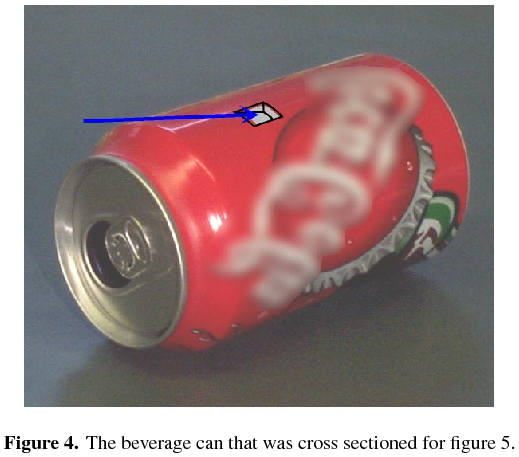 Figure 4. The beverage can that was cross sectioned for figure 5.